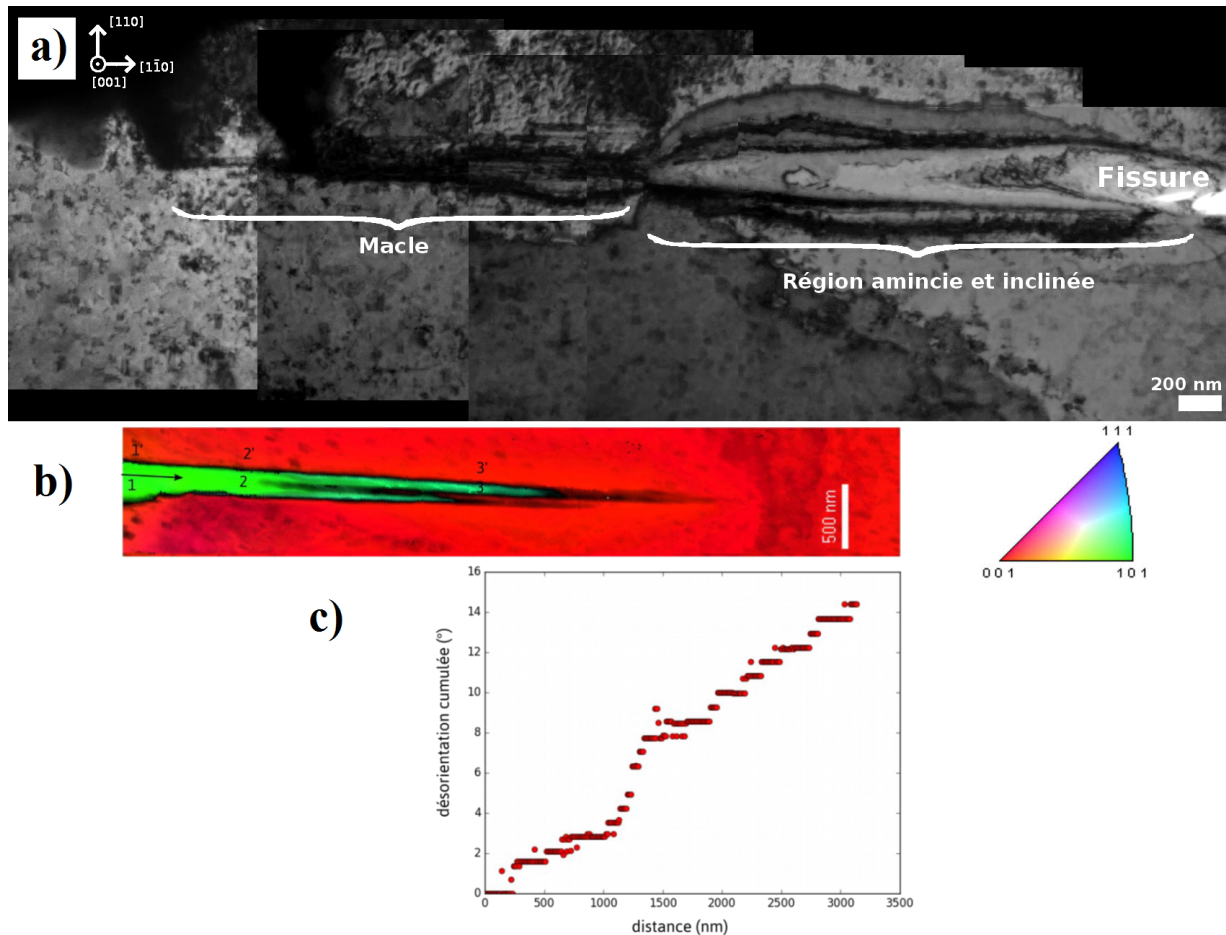 a)
[110]
[11̄0]
[001]
Fissure
Macle
Région amincie et inclinée
200 nm
b)
1'
2'
3'
1
2
3
500 nm
1 1 1
0 0 1
1 0 1
c)
désorientation cumulée (°)
16
14
12
10
8
6
4
2
0
0 500 1000 1500 2000 2500 3000 3500
distance (nm)